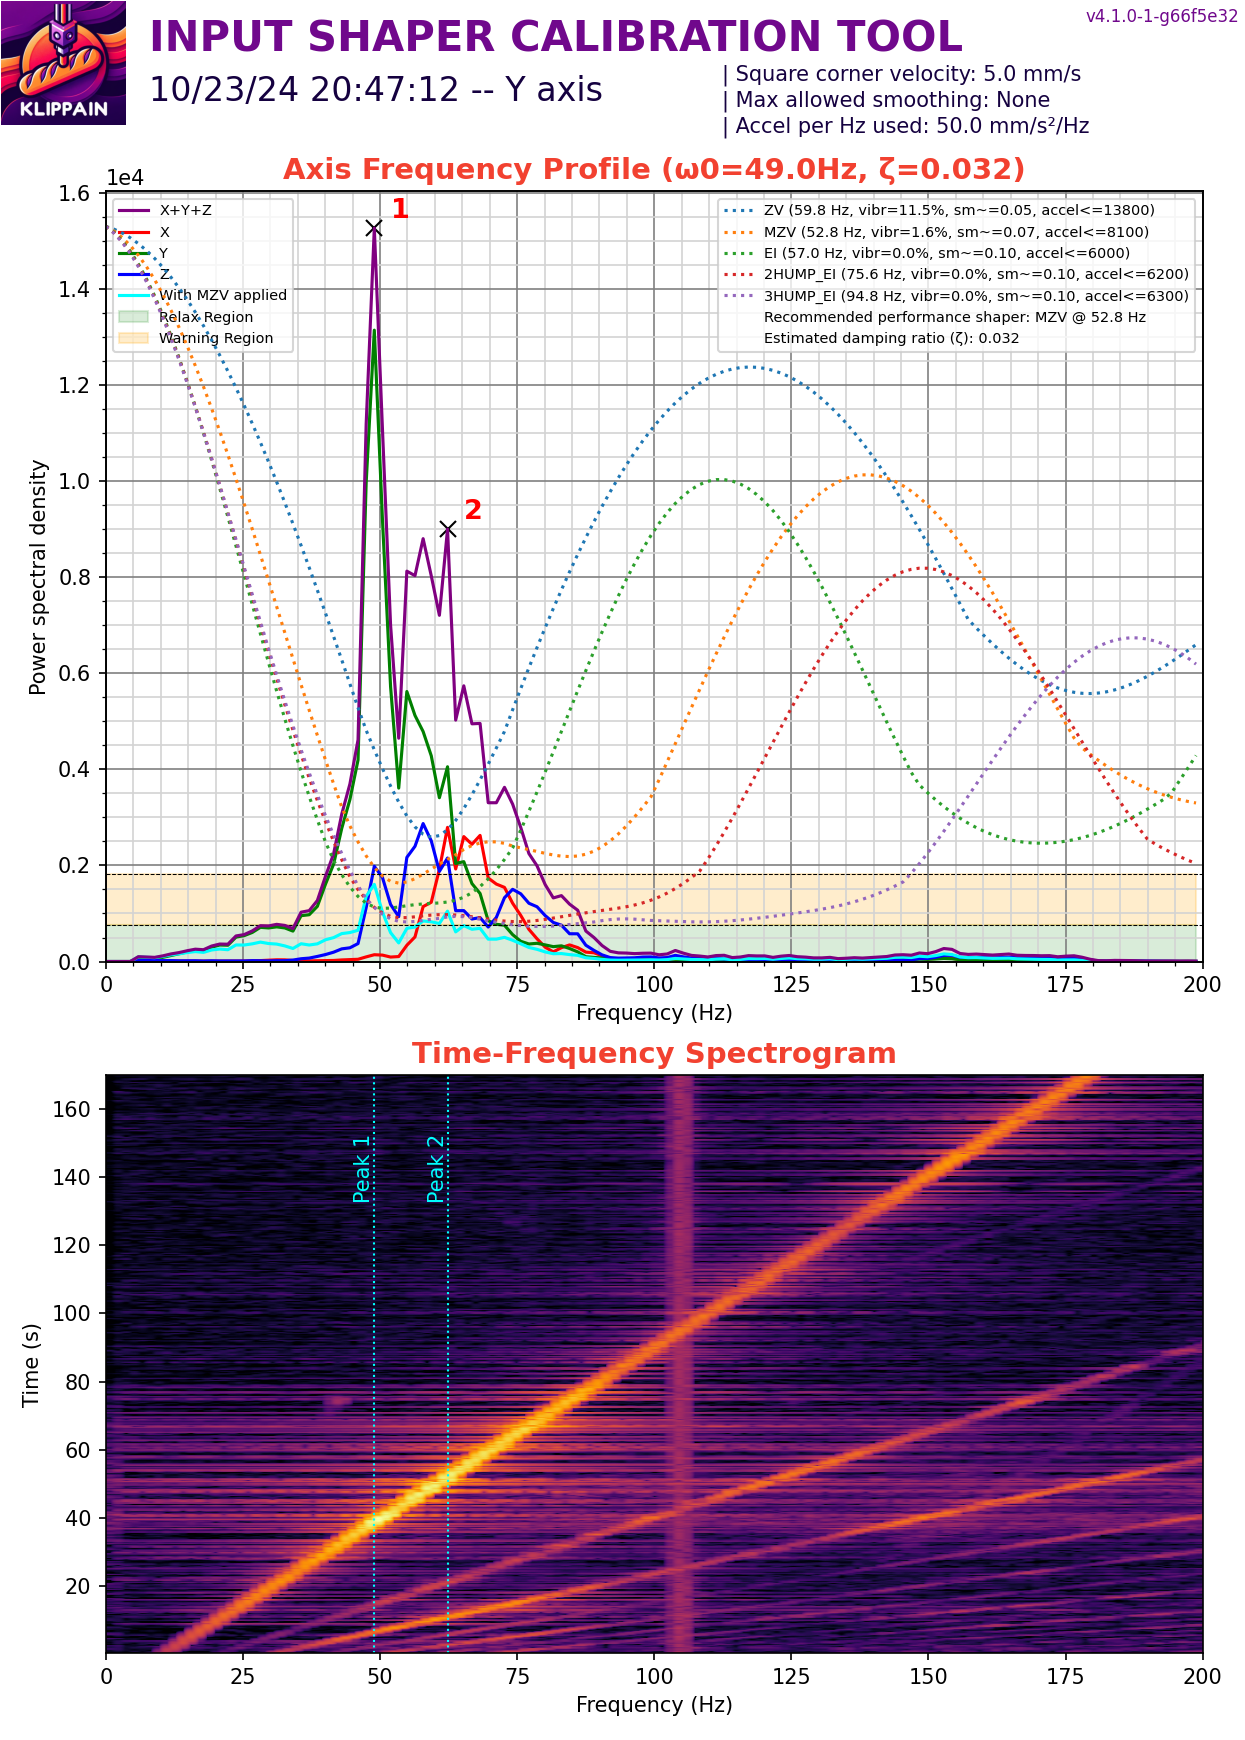 v4.1.0-1-g66f5e32
INPUT SHAPER CALIBRATION TOOL
10/23/24 20:47:12 -- Y axis
| Square corner velocity: 5.0 mm/s
| Max allowed smoothing: None
| Accel per Hz used: 50.0 mm/s²/Hz
KLIPPAIN
Axis Frequency Profile (ω0=49.0Hz, ζ=0.032)
1e4
X+Y+Z
X
Y
Z
With MZV applied
Relax Region
Warning Region
ZV (59.8 Hz, vibr=11.5%, sm~=0.05, accel<=13800)
MZV (52.8 Hz, vibr=1.6%, sm~=0.07, accel<=8100)
EI (57.0 Hz, vibr=0.0%, sm~=0.10, accel<=6000)
2HUMP_EI (75.6 Hz, vibr=0.0%, sm~=0.10, accel<=6200)
3HUMP_EI (94.8 Hz, vibr=0.0%, sm~=0.10, accel<=6300)
Recommended performance shaper: MZV @ 52.8 Hz
Estimated damping ratio (ζ): 0.032
1
2
Power spectral density
1.6
1.4
1.2
1.0
0.8
0.6
0.4
0.2
0.0
0 25 50 75 100 125 150 175 200
Frequency (Hz)
Time-Frequency Spectrogram
Peak 1
Peak 2
Time (s)
160
140
120
100
80
60
40
20
0 25 50 75 100 125 150 175 200
Frequency (Hz)